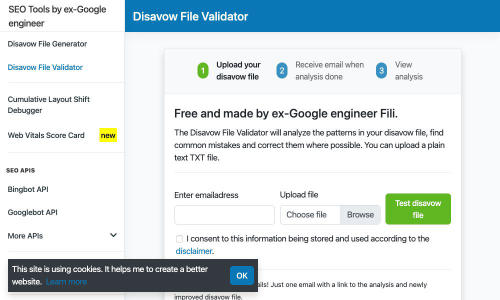 SEO Tools by ex-Google
engineer
Disavow File Generator
Disavow File Validator
Cumulative Layout Shift
Debugger
Web Vitals Score Card new
SEO APIS
Bingbot API
Googlebot API
More APIs
Disavow File Validator
1 Upload your
disavow file
2 Receive email when
analysis done
3 View
analysis
Free and made by ex-Google engineer Fili.
The Disavow File Validator will analyze the patterns in your disavow file, find
common mistakes and correct them where possible. You can upload a plain
text TXT file.
Enter emailadress
Upload file
Choose file Browse
Test disavow
file
I consent to this information being stored and used according to the
disclaimer.
This site is using cookies. It helps me to create a better
website. Learn more
OK
ails! Just one email with a link to the analysis and newly
improved disavow file.